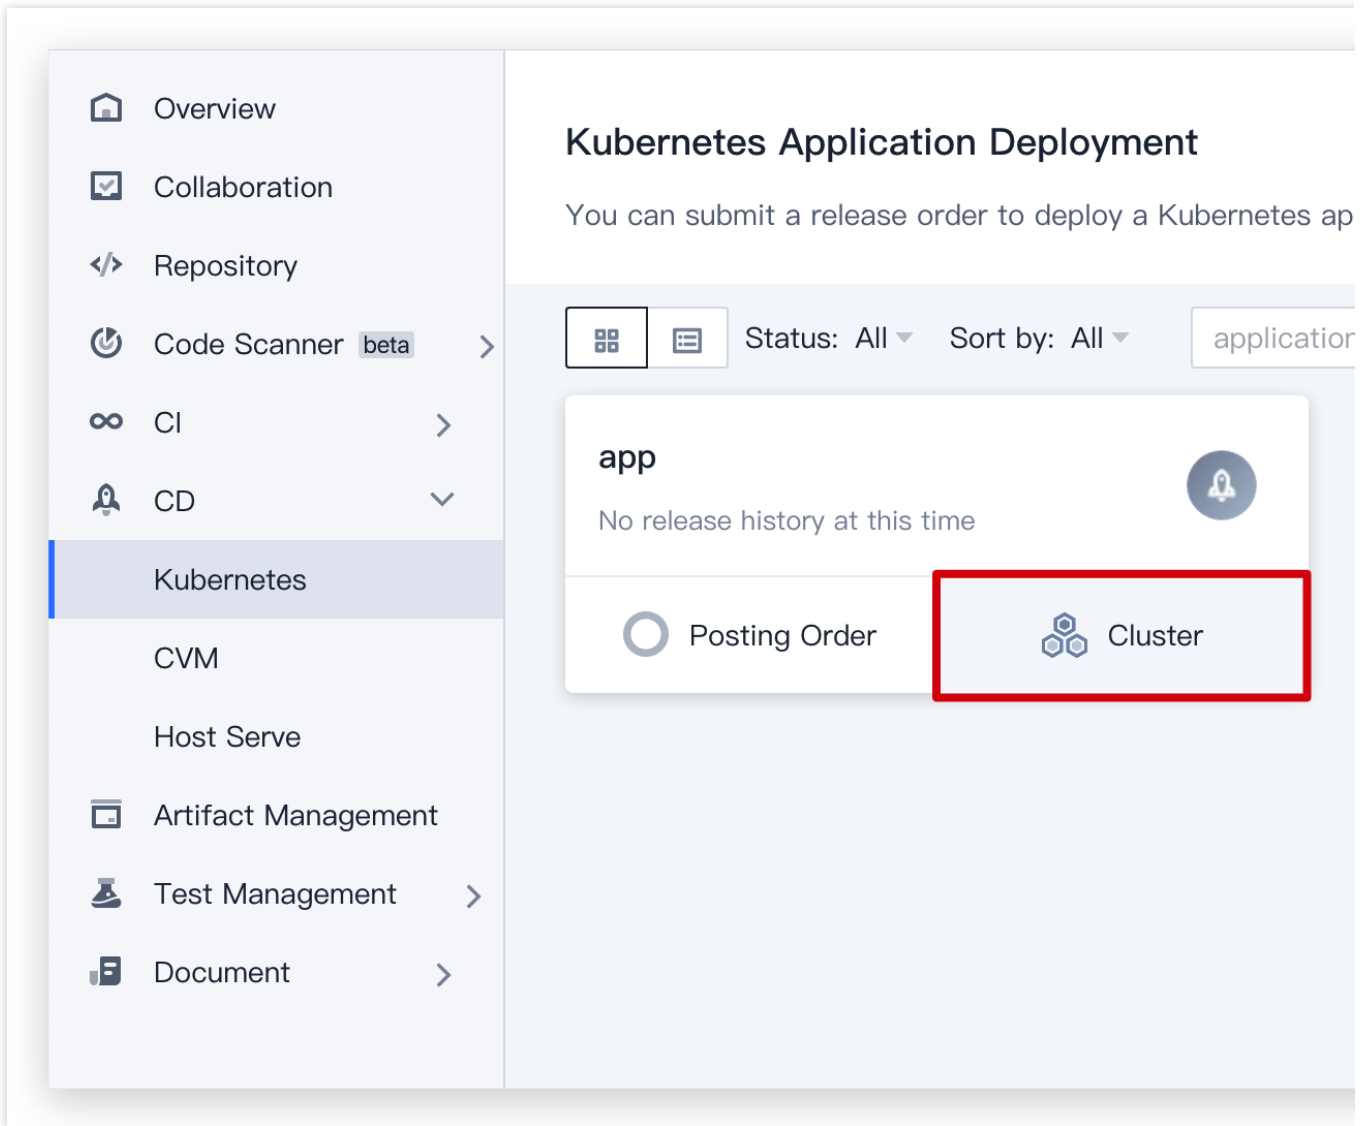 Overview
Collaboration
Repository
Code Scanner beta
CI
CD
Kubernetes
CVM
Host Serve
Artifact Management
Test Management
Document
Kubernetes Application Deployment
You can submit a release order to deploy a Kubernetes ap
Status: All Sort by: All application
app
No release history at this time
Posting Order Cluster